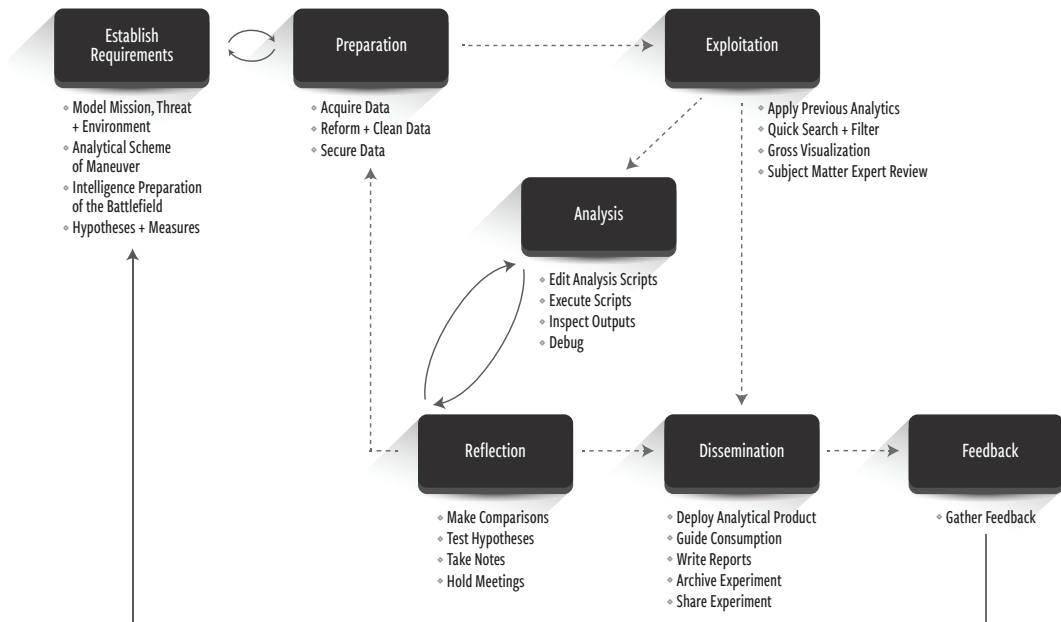 Establish
Requirements
Model Mission, Threat
+ Environment
Analytical Scheme
of Maneuver
Intelligence Preparation
of the Battlefield
Hypotheses + Measures
Preparation
Acquire Data
Reform + Clean Data
Secure Data
Exploitation
Apply Previous Analytics
Quick Search + Filter
Gross Visualization
Subject Matter Expert Review
Analysis
Edit Analysis Scripts
Execute Scripts
Inspect Outputs
Debug
Reflection
Make Comparisons
Test Hypotheses
Take Notes
Hold Meetings
Dissemination
Deploy Analytical Product
Guide Consumption
Write Reports
Archive Experiment
Share Experiment
Feedback
Gather Feedback